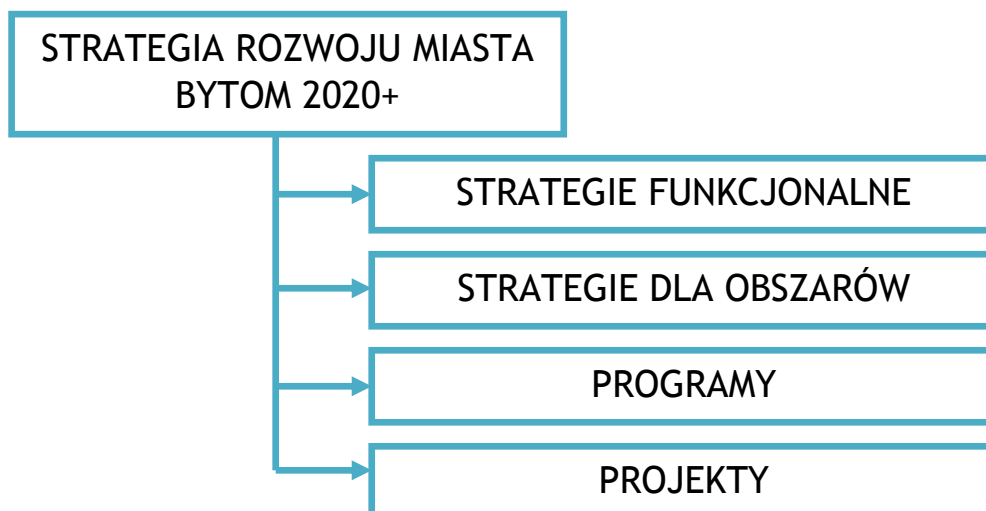 STRATEGIA ROZWOJU MIASTA
BYTOM 2020+
STRATEGIE FUNKCJONALNE
STRATEGIE DLA OBSZARÓW
PROGRAMY
PROJEKTY